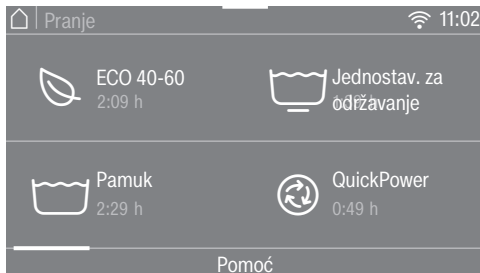 Pranje 11:02
ECO 40-60
2:09 h
Jednostav. za
održavanje
Pamuk
2:29 h
QuickPower
0:49 h
Pomoć